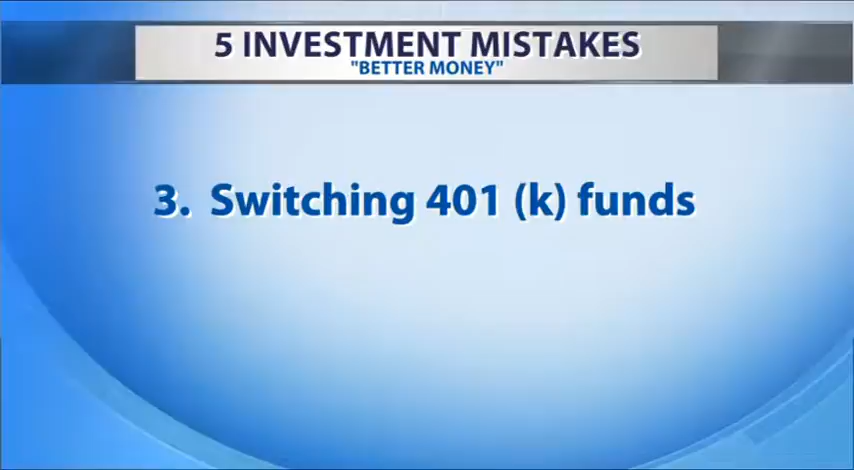 5 INVESTMENT MISTAKES
"BETTER MONEY"
3. Switching 401 (k) funds